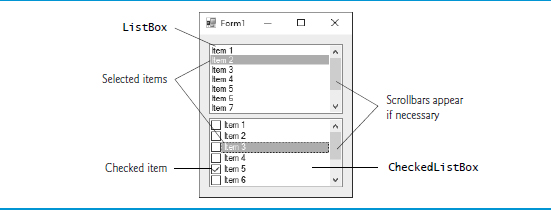 Form1
ListBox
Item 1
Item 2
Selected items
Item 3
Item 4
Item 5
Item 6
Item 7
Scrollbars appear
if necessary
Item 1
Item 2
Item 3
Item 4
Checked item
Item 5
CheckedListBox
Item 6